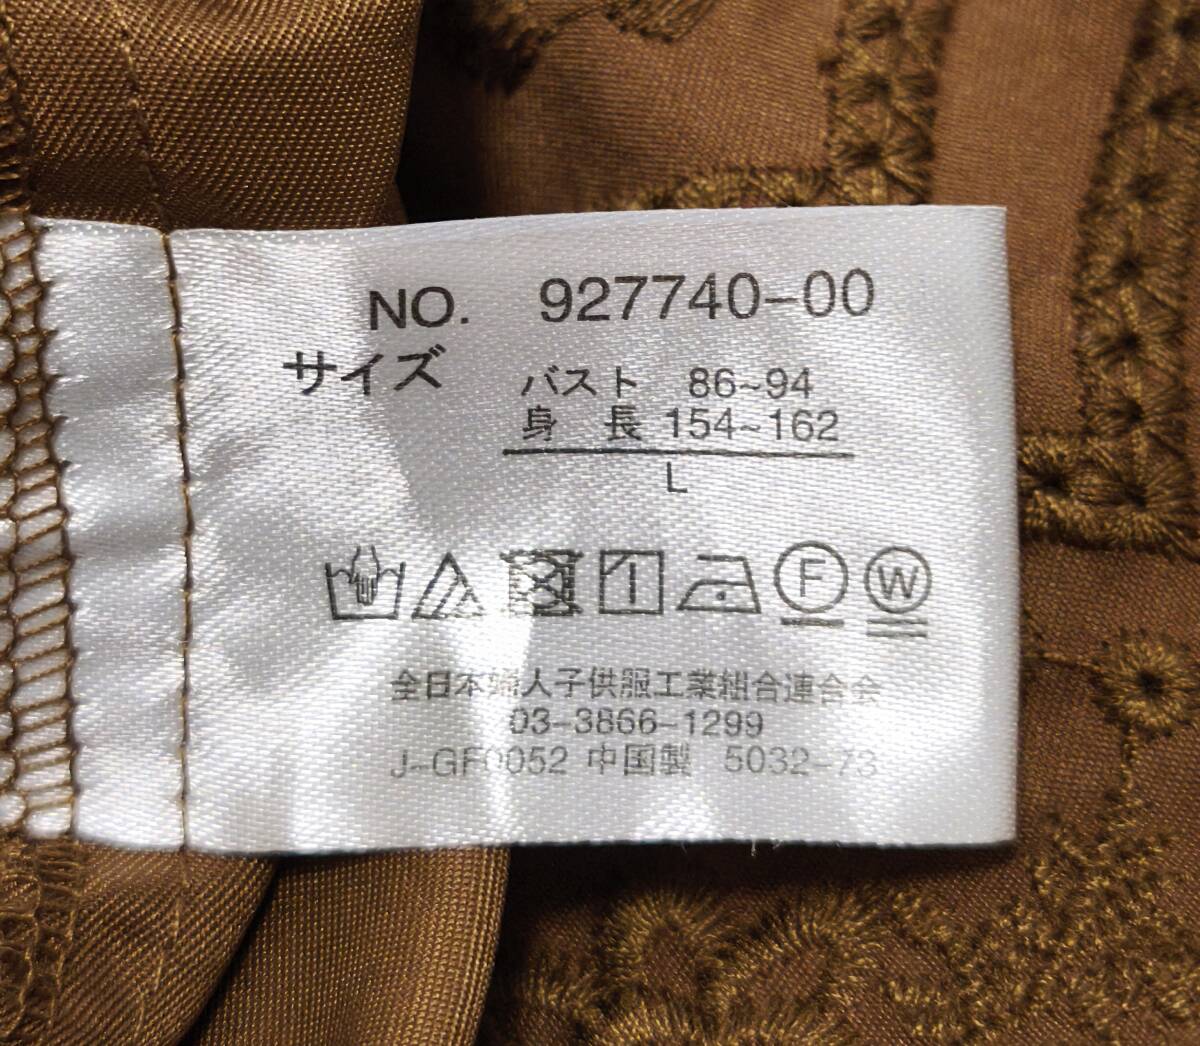 NO. 927740-00
サイズ バスト 86~94
身 長 154~162
L
F W
全日本婦人子供服工業組合連合会
03-3866-1299
J-GF0052 中国製 5032-73